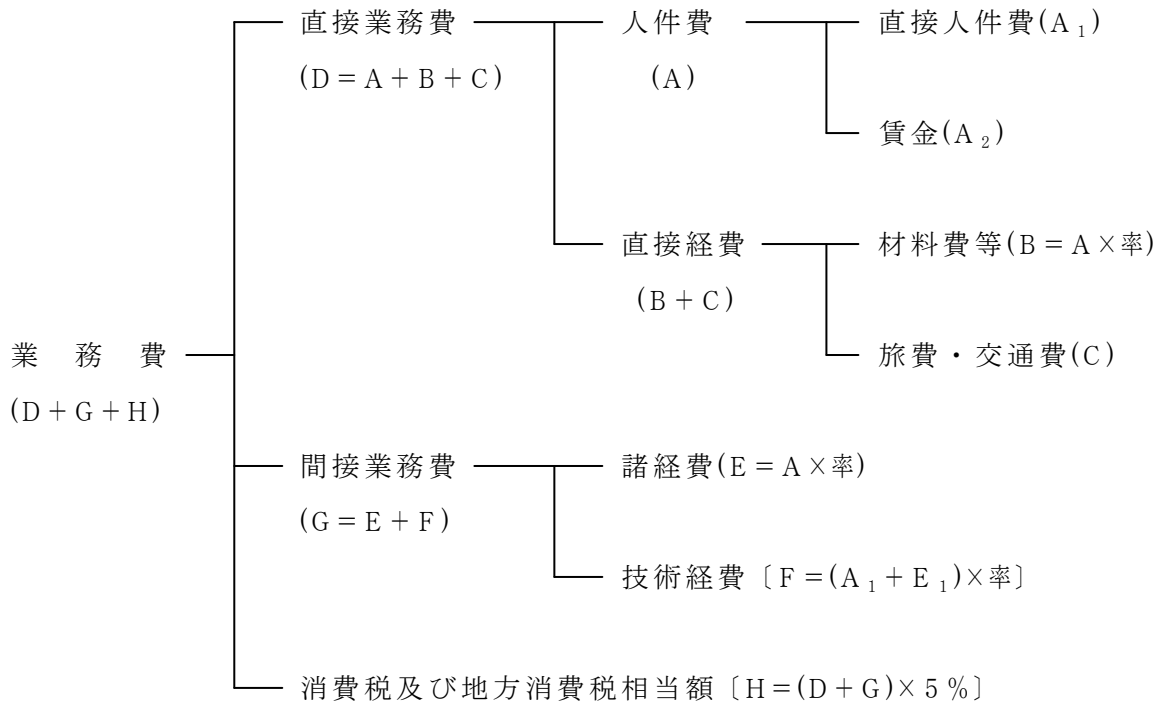 直接業務費 人件費 直接人件費(A₁)
(D=A+B+C) (A)
賃金(A₂)
直接経費 材料費等(B=A×率)
(B+C)
業務費 旅費・交通費(C)
(D+G+H)
間接業務費 諸経費(E=A×率)
(G=E+F)
技術経費〔F=(A₁+E₁)×率〕
消費税及び地方消費税相当額〔H=(D+G)×5%〕